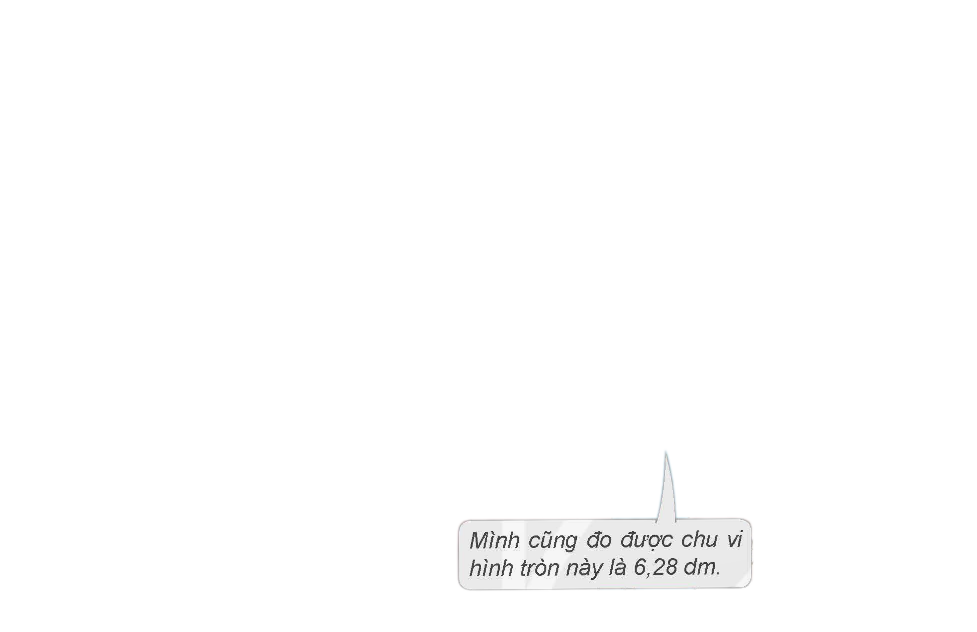 Mình cũng đo được chu vi
hình tròn này là 6,28 dm.